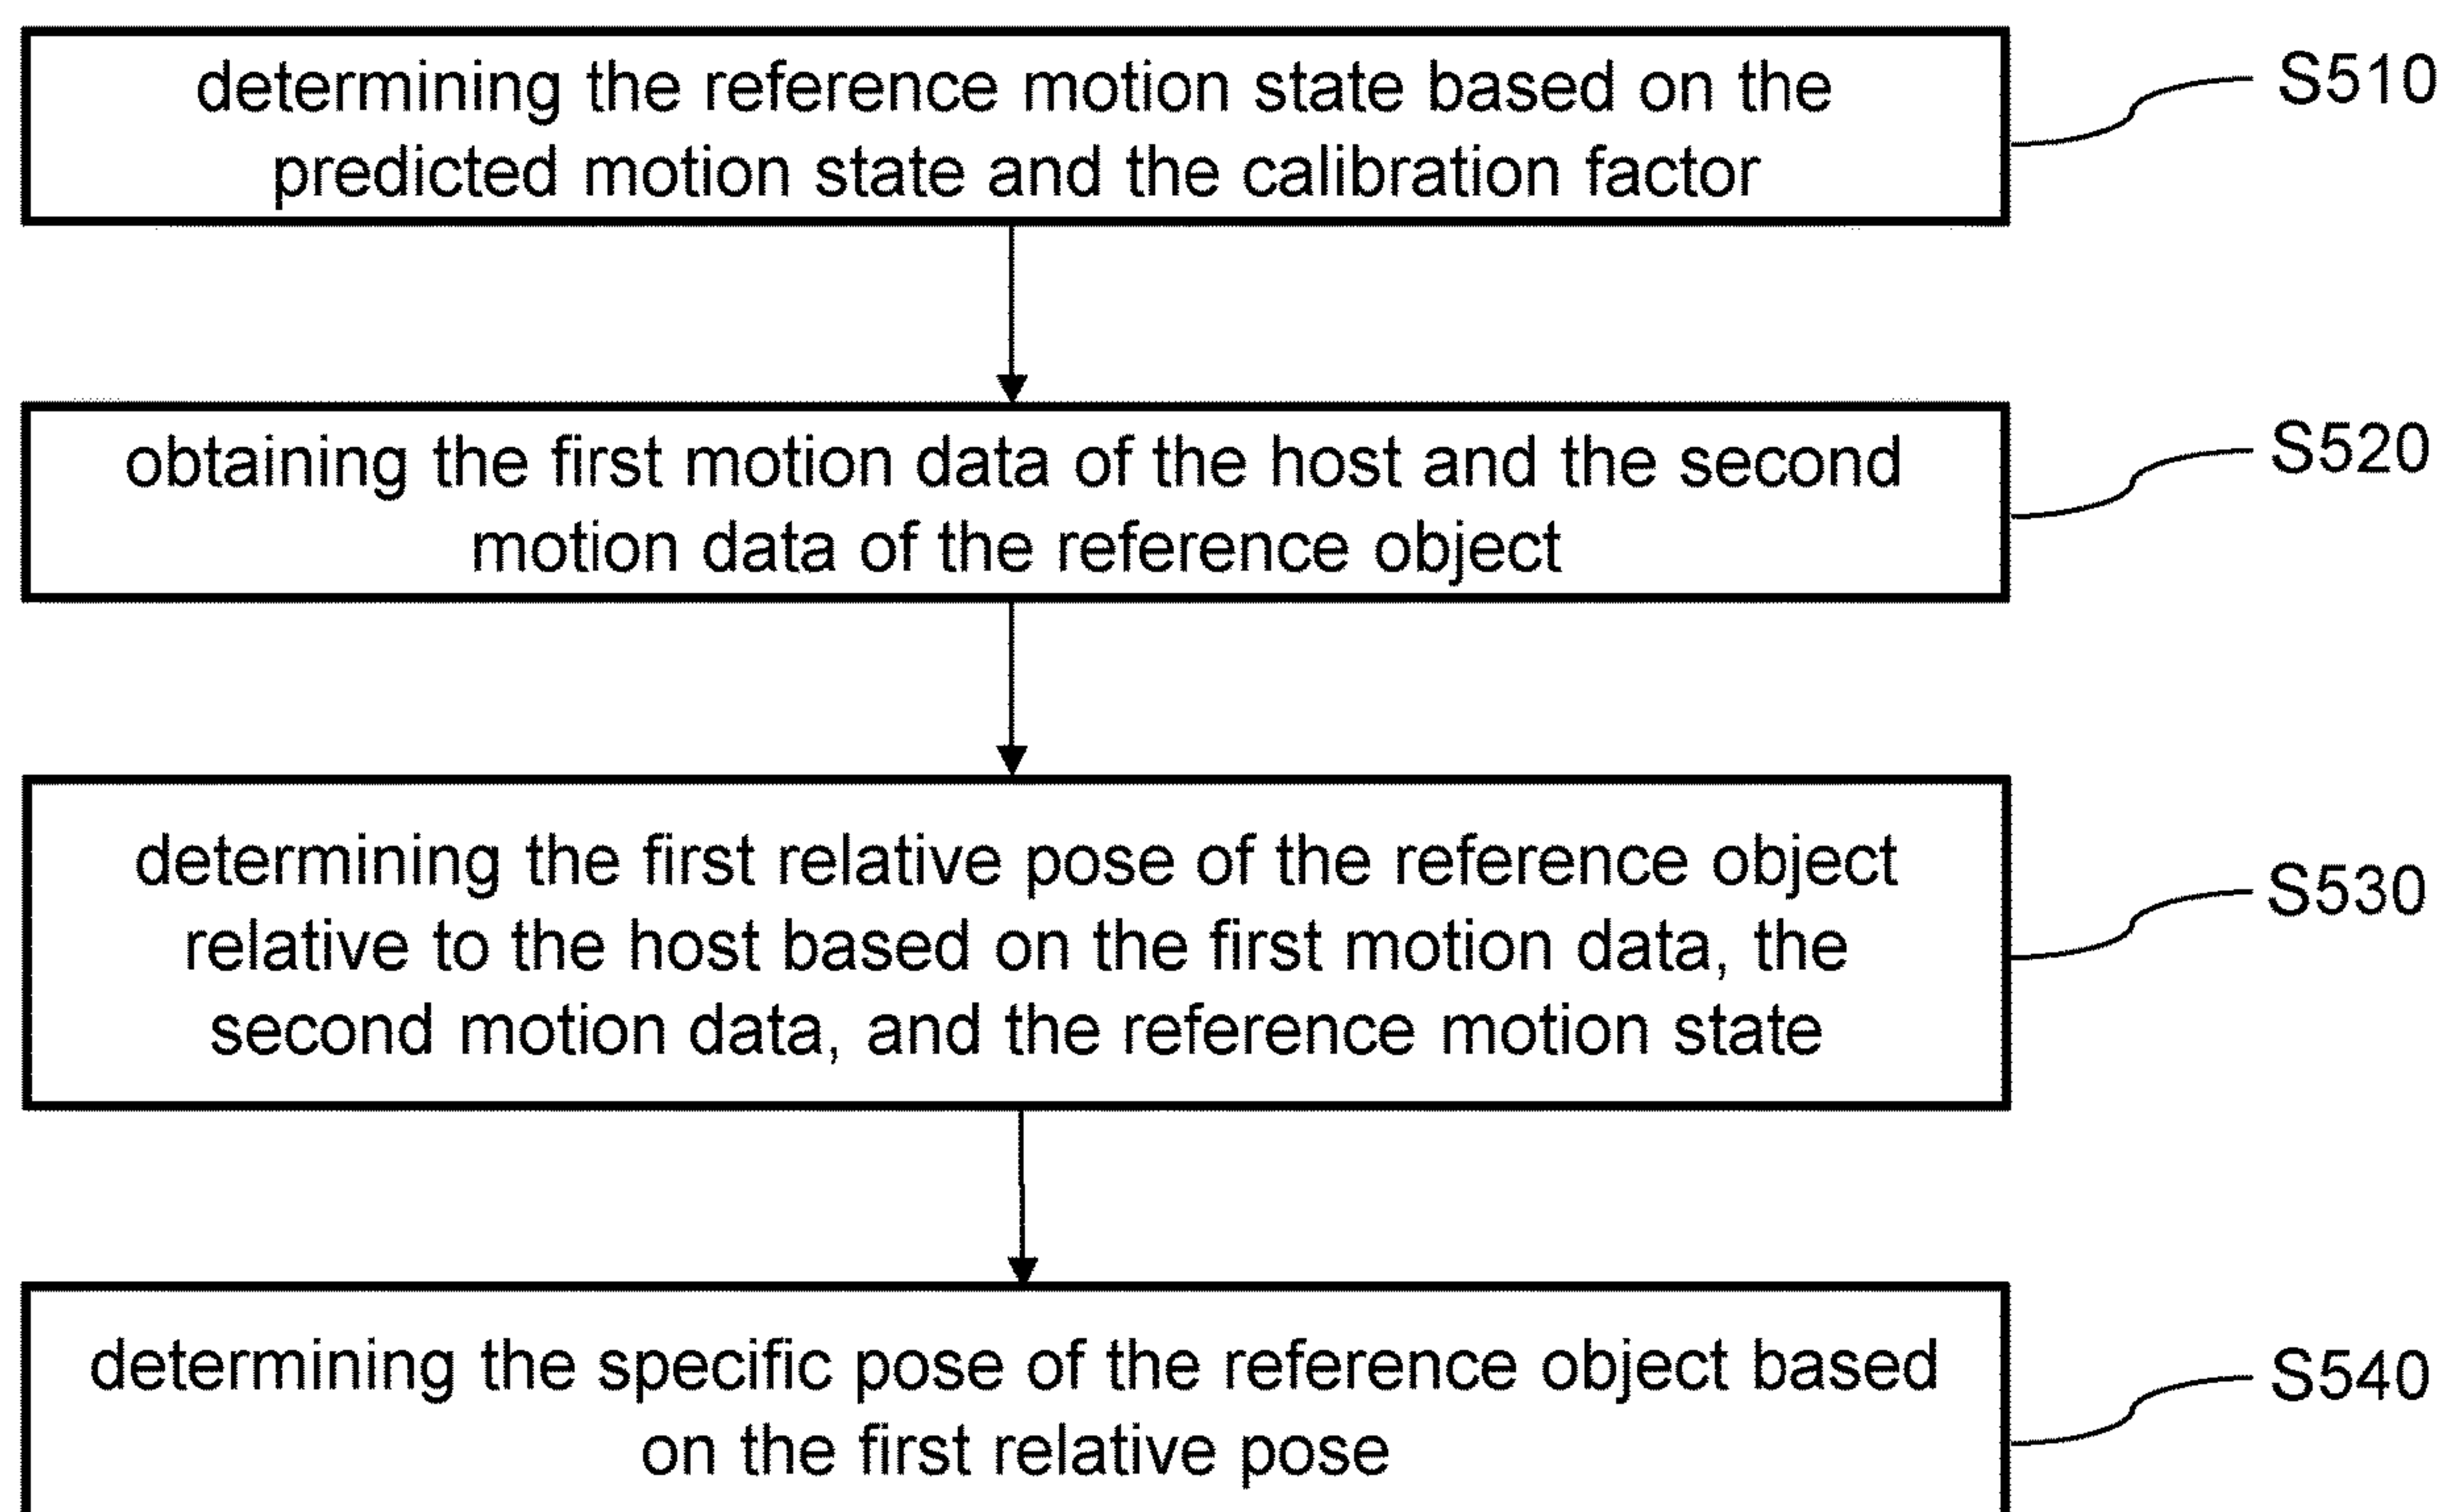 determining the reference motion state based on the
predicted motion state and the calibration factor
S510
obtaining the first motion data of the host and the second
motion data of the reference object
S520
determining the first relative pose of the reference object
relative to the host based on the first motion data, the
second motion data, and the reference motion state
S530
determining the specific pose of the reference object based
on the first relative pose
S540